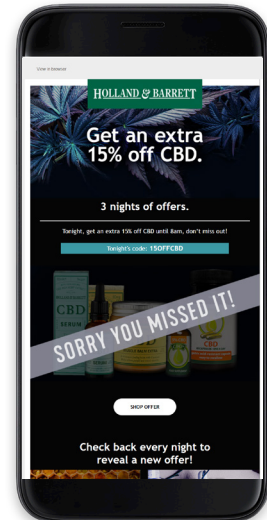 View in browser
HOLLAND & BARRETT
Get an extra
15% off CBD.
3 nights of offers.
Tonight, get an extra 15% off CBD until 8am, don't miss out!
Tonight's code: 15OFFCBD
CBD
SERUM
CBD
SORRY YOU MISSED IT!
SHOP OFFER
Check back every night to
reveal a new offer!